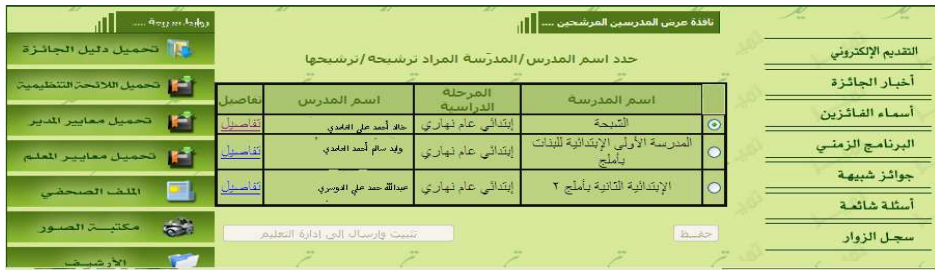 نافذة عرض المدرسين المرشحين ....
حدد اسم المدرس/المدرسة المراد ترشيحه/ترشيحها
التقديم الإلكتروني
أخبار الجائزة
أسماء الفائزين
البرنامج الزمني
جوائز شبيهة
أسئلة شائعة
سجل الزوار
اسم المدرسة
المرحلة الدراسية
اسم المدرس
تفاصيل
إبتدائي عام نهاري
خالد أحمد علي الغامدي
تفاصيل
المدرسة الأولى الإبتدائية للبنات بأملج
إبتدائي عام نهاري
وليد سالم أحمد الغامدي
تفاصيل
الإبتدائية الثانية بأملج ٢
إبتدائي عام نهاري
عبدالله حمد علي الدوسري
تفاصيل
حفظ
تثبيت وإرسال إلى إدارة التعليم
روابط سريعة ....
تحميل دليل الجائزة
تحميل اللائحة التنظيمية
تحميل معايير المدير
تحميل معايير المعلم
الملف الصحفي
مكتبة الصور
الأرشيف